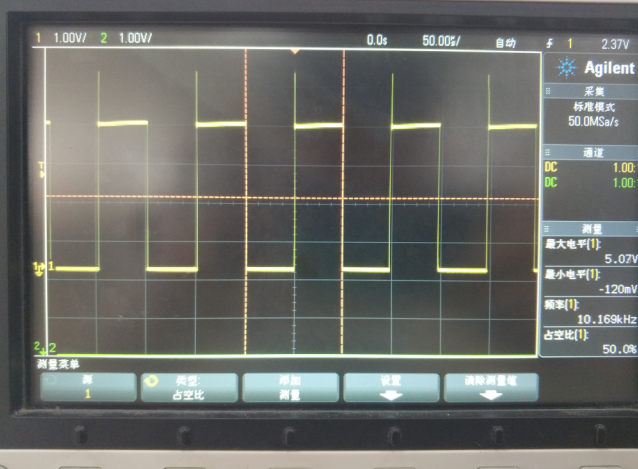 1 1.00V/ 2 1.00V/ 0.0s 50.00µ/ 自动 1 2.37V
Agilent
采集
标准模式
50.0MSa/s
通道
DC 1.00:
DC 1.00:
测量
最大电平(1):
5.07V
最小电平(1):
-120mV
频率(1):
10.169kHz
占空比(1):
50.0%
T
1 1
2 2
测量菜单
源
1
类型:
占空比
添加
测量
设置
清除测量值